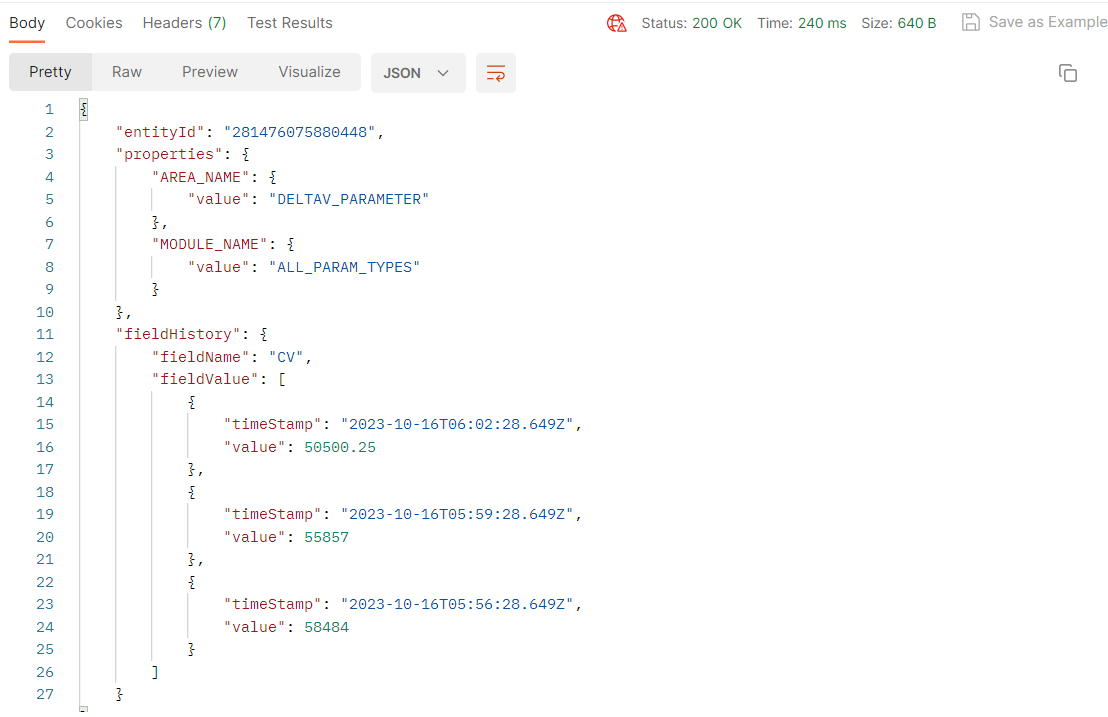 Body Cookies Headers (7) Test Results Status: 200 OK Time: 240 ms Size: 640 B Save as Example
Pretty Raw Preview Visualize JSON
1 {
2 "entityId": "281476075880448",
3 "properties": {
4 "AREA_NAME": {
5 "value": "DELTAV_PARAMETER"
6 },
7 "MODULE_NAME": {
8 "value": "ALL_PARAM_TYPES"
9 }
10 },
11 "fieldHistory": {
12 "fieldName": "CV",
13 "fieldValue": [
14 {
15 "timeStamp": "2023-10-16T06:02:28.649Z",
16 "value": 50500.25
17 },
18 {
19 "timeStamp": "2023-10-16T05:59:28.649Z",
20 "value": 55857
21 },
22 {
23 "timeStamp": "2023-10-16T05:56:28.649Z",
24 "value": 58484
25 }
26 ]
27 }